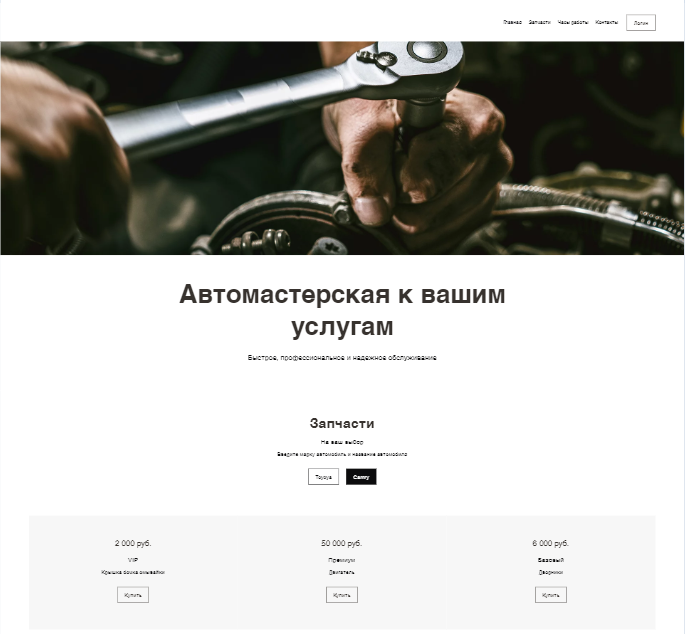 Главная Запчасти Часы работы Контакты Логин
Автомастерская к вашим
услугам
Быстрое, профессиональное и надежное обслуживание
Запчасти
На ваш выбор
Введите марку автомобиль и название автомобиля
Toyoya Camry
2 000 руб. 50 000 руб. 6 000 руб.
VIP Премиум Базовый
Крышка бочка омывайки Двигатель Дворники
Купить Купить Купить